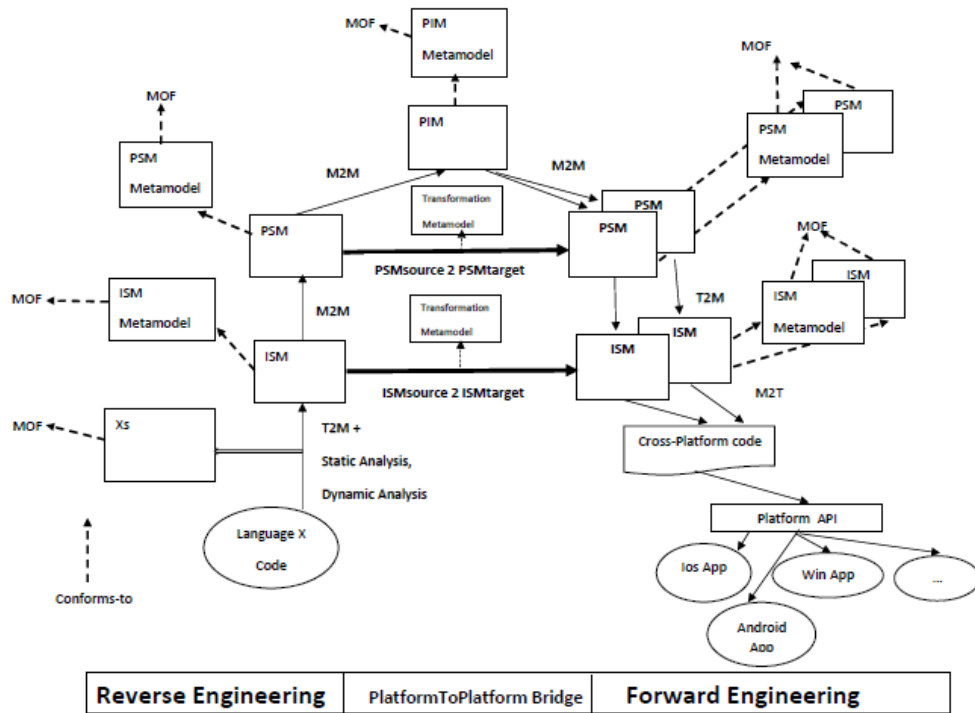 MOF
PIM
Metamodel
MOF
MOF
PSM
PSM
Metamodel
PIM
PSM
Metamodel
M2M
M2M
Transformation
Metamodel
PSM
PSM
PSM
PSMsource 2 PSMtarget
MOF
MOF
ISM
Metamodel
M2M
Transformation
Metamodel
T2M
ISM
ISM
Metamodel
ISM
ISM
ISM
ISMsource 2 ISMtarget
M2T
MOF
Xs
T2M +
Static Analysis,
Dynamic Analysis
Cross-Platform code
Language X
Code
Platform API
Ios App
Win App
...
Conforms-to
Android
App
Reverse Engineering
PlatformToPlatform Bridge
Forward Engineering